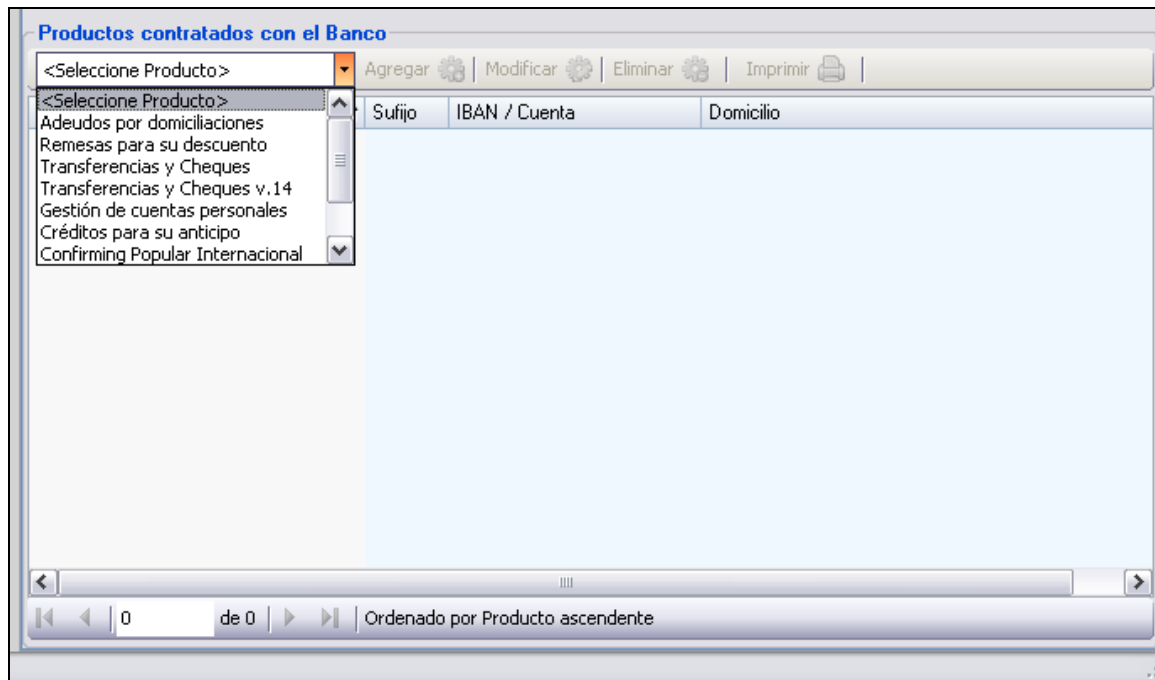 Productos contratados con el Banco
<Seleccione Producto> Agregar Modificar Eliminar Imprimir
<Seleccione Producto>
Adeudos por domiciliaciones
Remesas para su descuento
Transferencias y Cheques
Transferencias y Cheques v.14
Gestión de cuentas personales
Créditos para su anticipo
Confirming Popular Internacional
Sufijo IBAN / Cuenta Domicilio
0 de 0 Ordenado por Producto ascendente